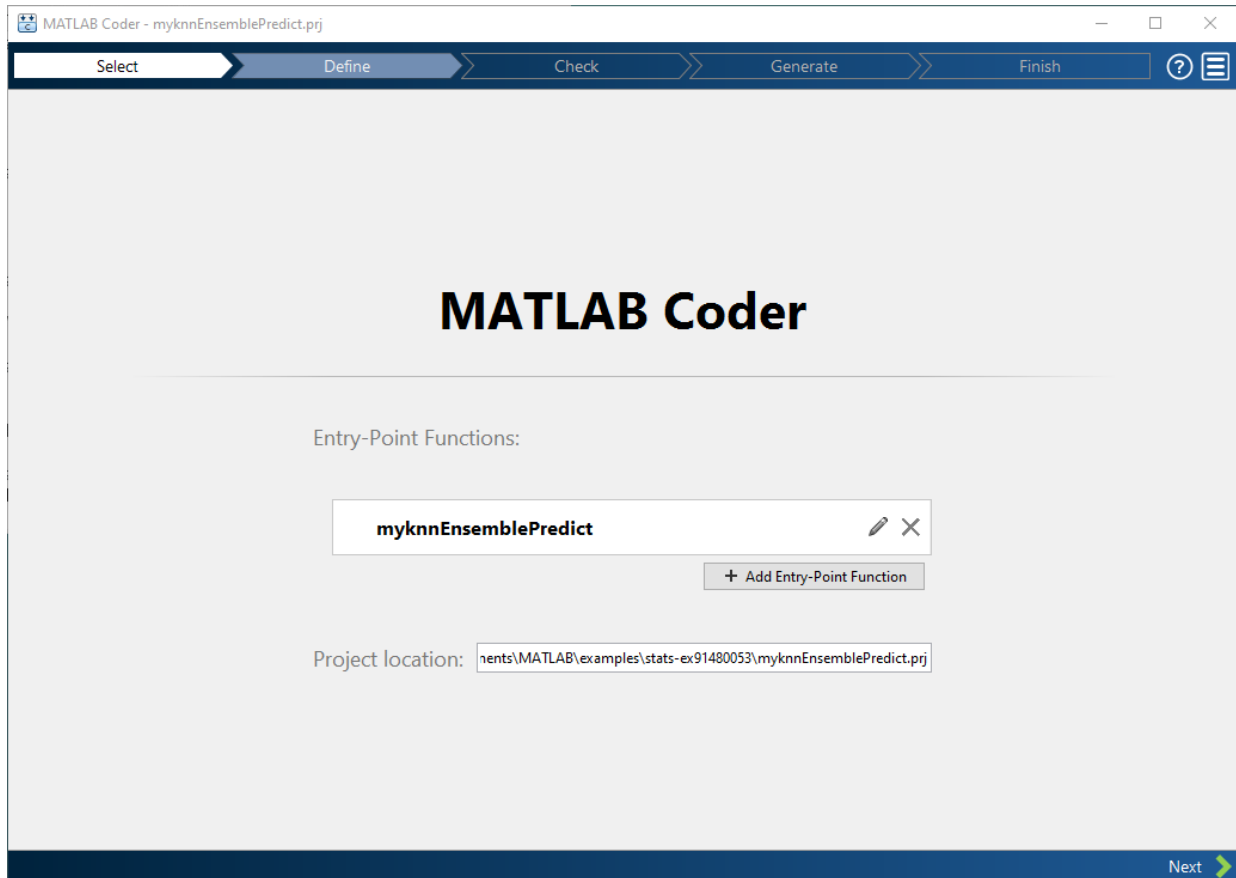 MATLAB Coder - myknnEnsemblePredict.prj
Select Define Check Generate Finish
MATLAB Coder
Entry-Point Functions:
myknnEnsemblePredict
+ Add Entry-Point Function
Project location: nents\MATLAB\examples\stats-ex91480053\myknnEnsemblePredict.prj
Next